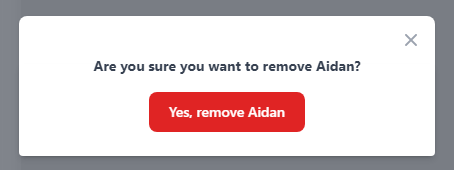 Are you sure you want to remove Aidan?
Yes, remove Aidan